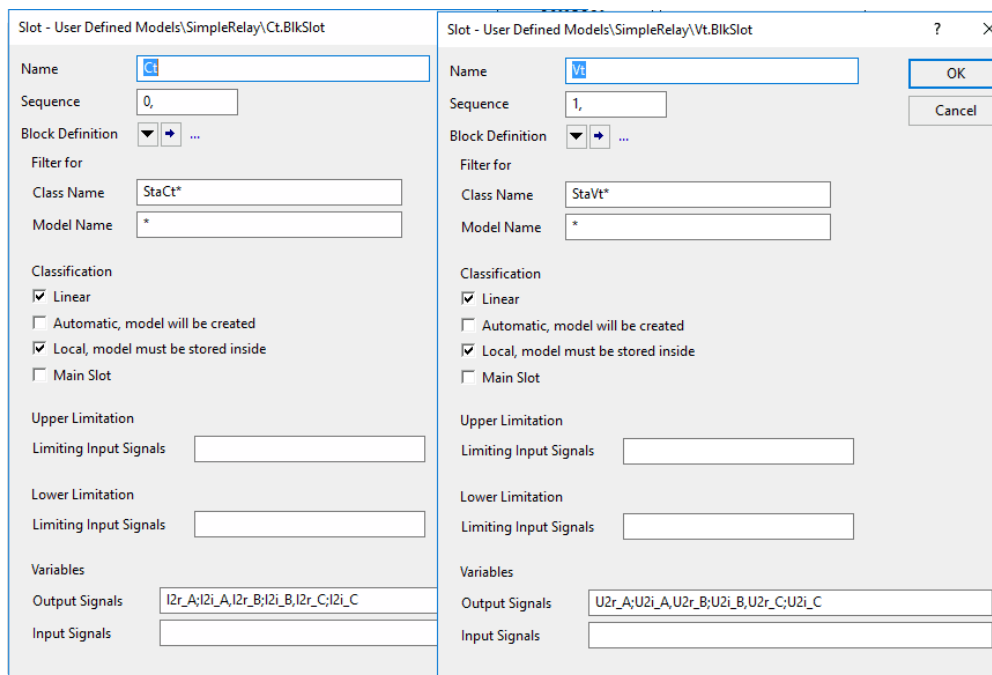 Slot - User Defined Models\SimpleRelay\Ct.BlkSlot
Name Ct
Sequence 0,
Block Definition ...
Filter for
Class Name StaCt*
Model Name *
Classification
Linear
Automatic, model will be created
Local, model must be stored inside
Main Slot
Upper Limitation
Limiting Input Signals
Lower Limitation
Limiting Input Signals
Variables
Output Signals I2r_A;I2i_A,I2r_B;I2i_B,I2r_C;I2i_C
Input Signals
Slot - User Defined Models\SimpleRelay\Vt.BlkSlot ?
Name Vt OK
Sequence 1, Cancel
Block Definition ...
Filter for
Class Name StaVt*
Model Name *
Classification
Linear
Automatic, model will be created
Local, model must be stored inside
Main Slot
Upper Limitation
Limiting Input Signals
Lower Limitation
Limiting Input Signals
Variables
Output Signals U2r_A;U2i_A,U2r_B;U2i_B,U2r_C;U2i_C
Input Signals